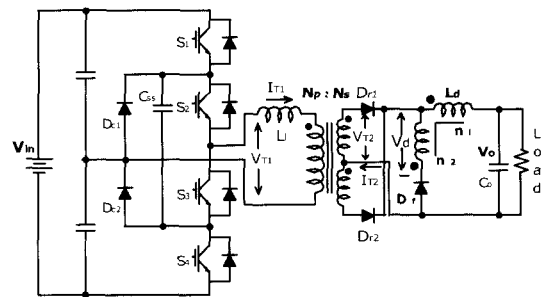 S1
IT1
Np : Ns
Dr1
Ld
Css
S2
n1
Dc1
Ll
VT2
Vd
Vo
Vin
VT1
n2
Load
IT2
Co
S3
Dc2
Df
S4
Dr2